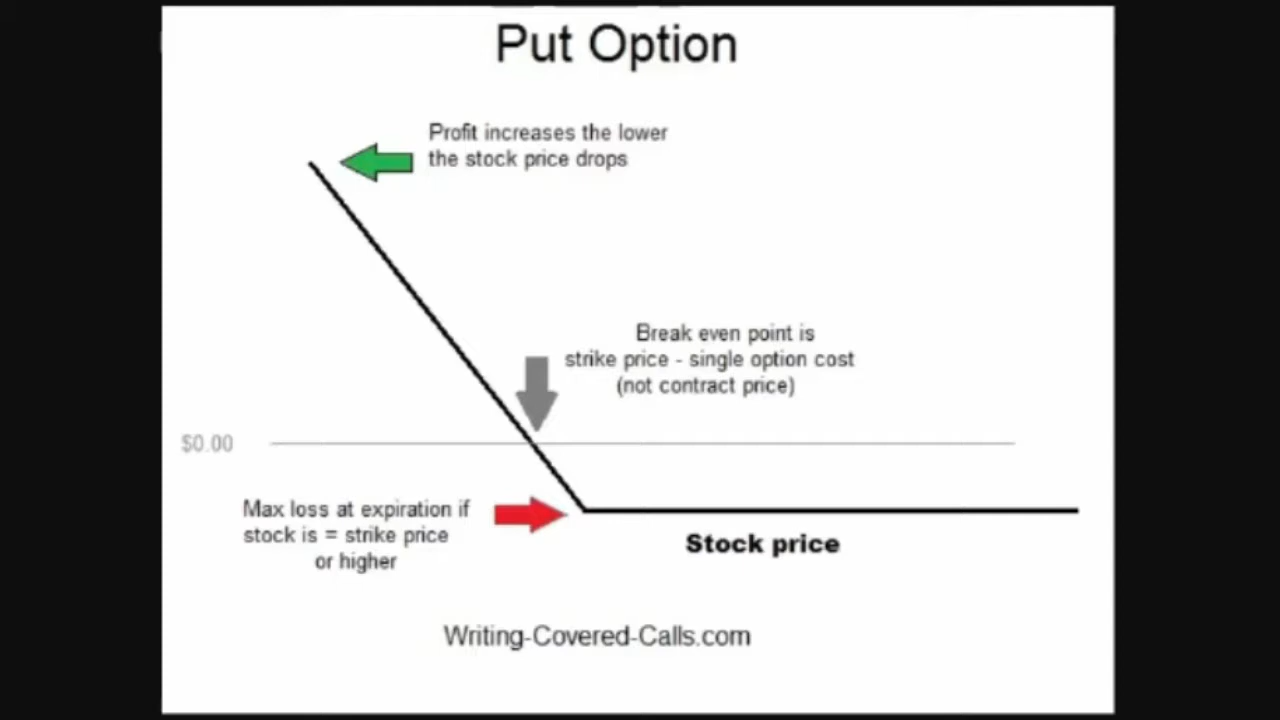 Put Option
Profit increases the lower
the stock price drops
Break even point is
strike price - single option cost
(not contract price)
$0.00
Max loss at expiration if
stock is = strike price
or higher
Stock price
Writing-Covered-Calls.com